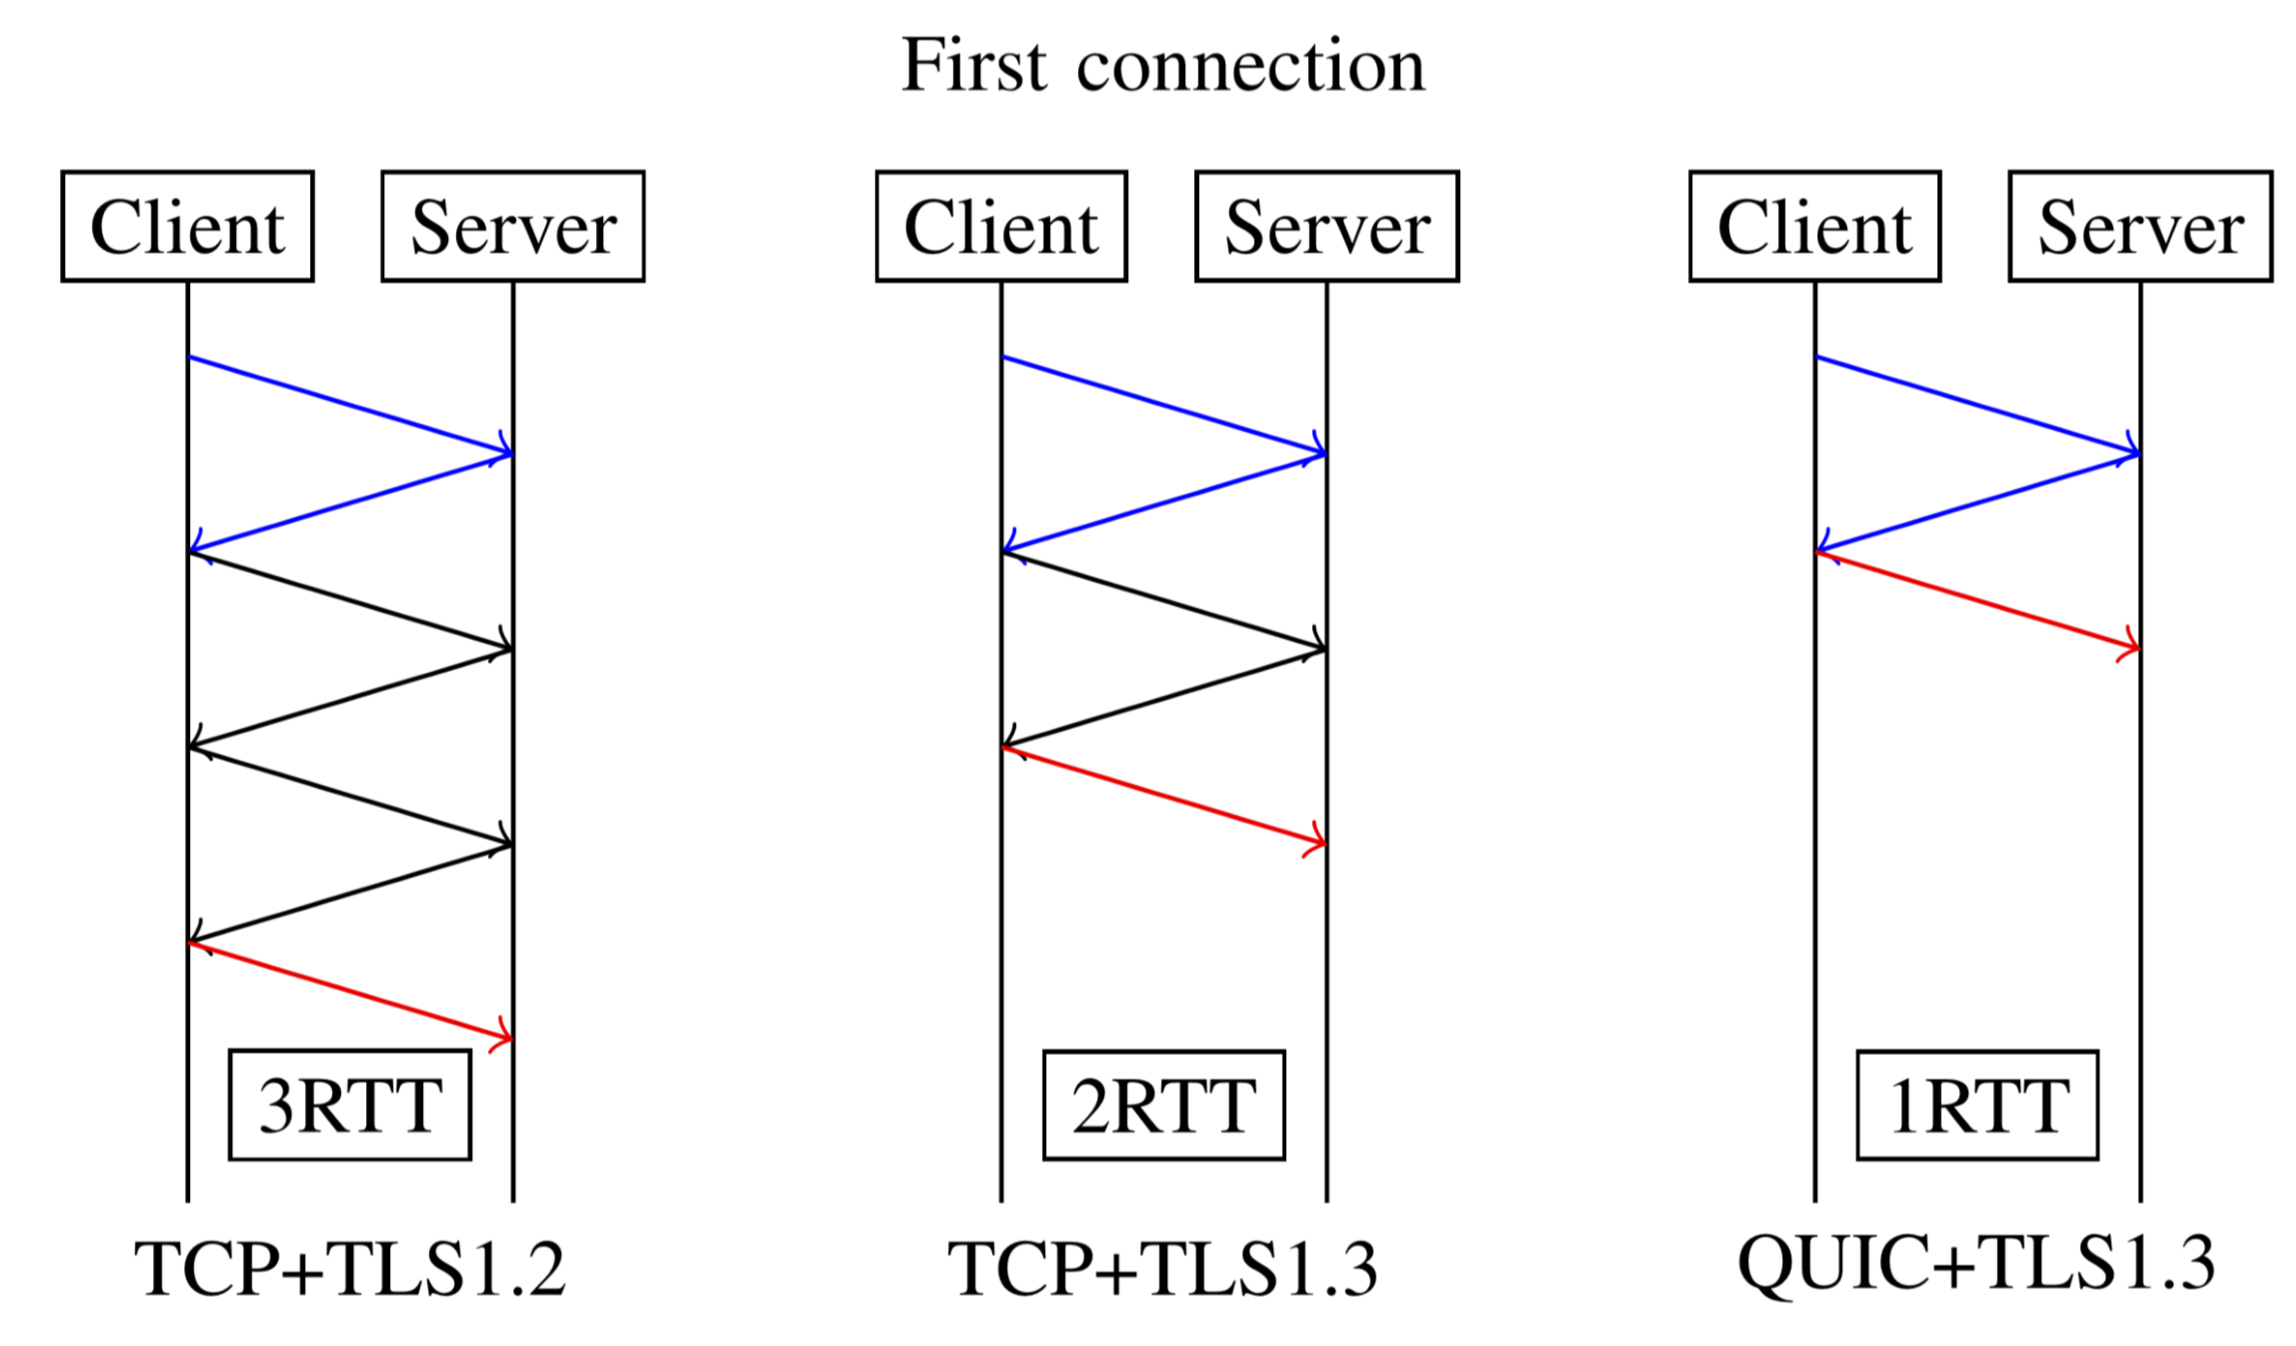 First connection
Client Server Client Server Client Server
3RTT 2RTT 1RTT
TCP+TLS1.2 TCP+TLS1.3 QUIC+TLS1.3